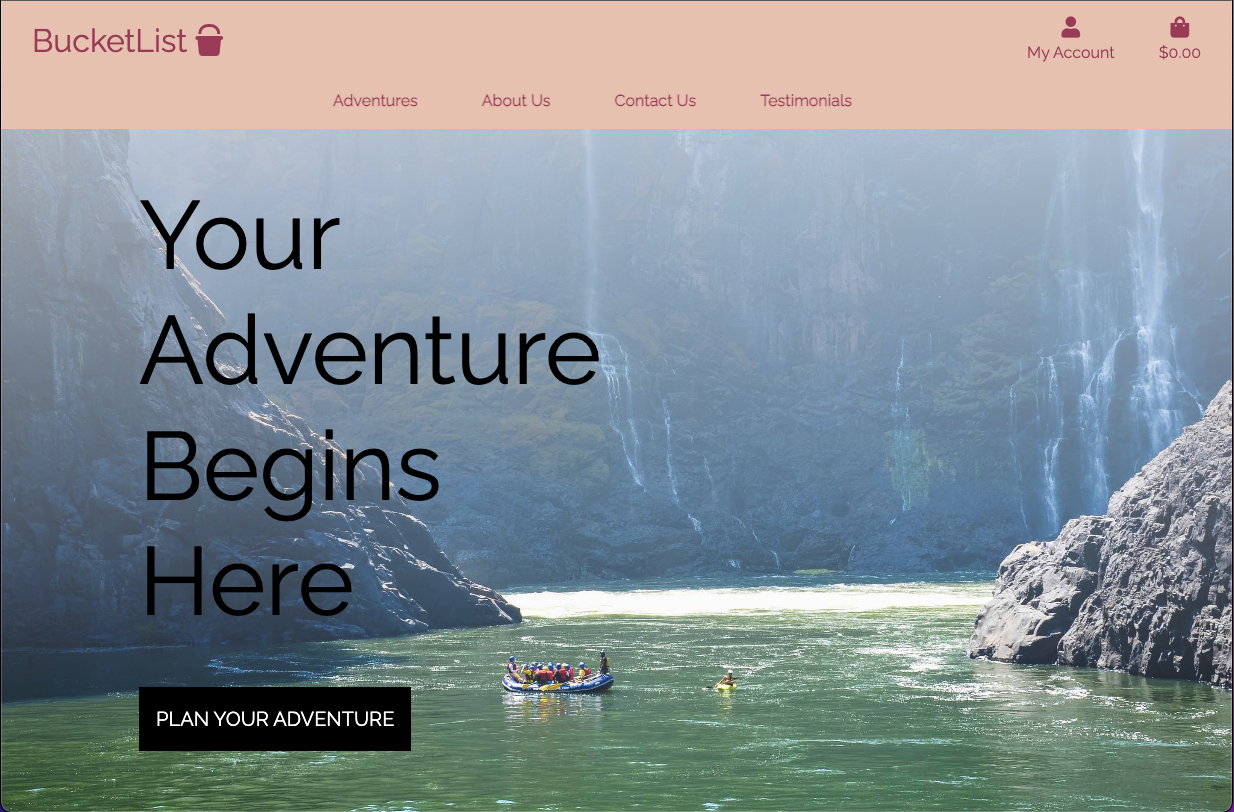 BucketList
My Account
$0.00
Adventures
About Us
Contact Us
Testimonials
Your
Adventure
Begins
Here
PLAN YOUR ADVENTURE